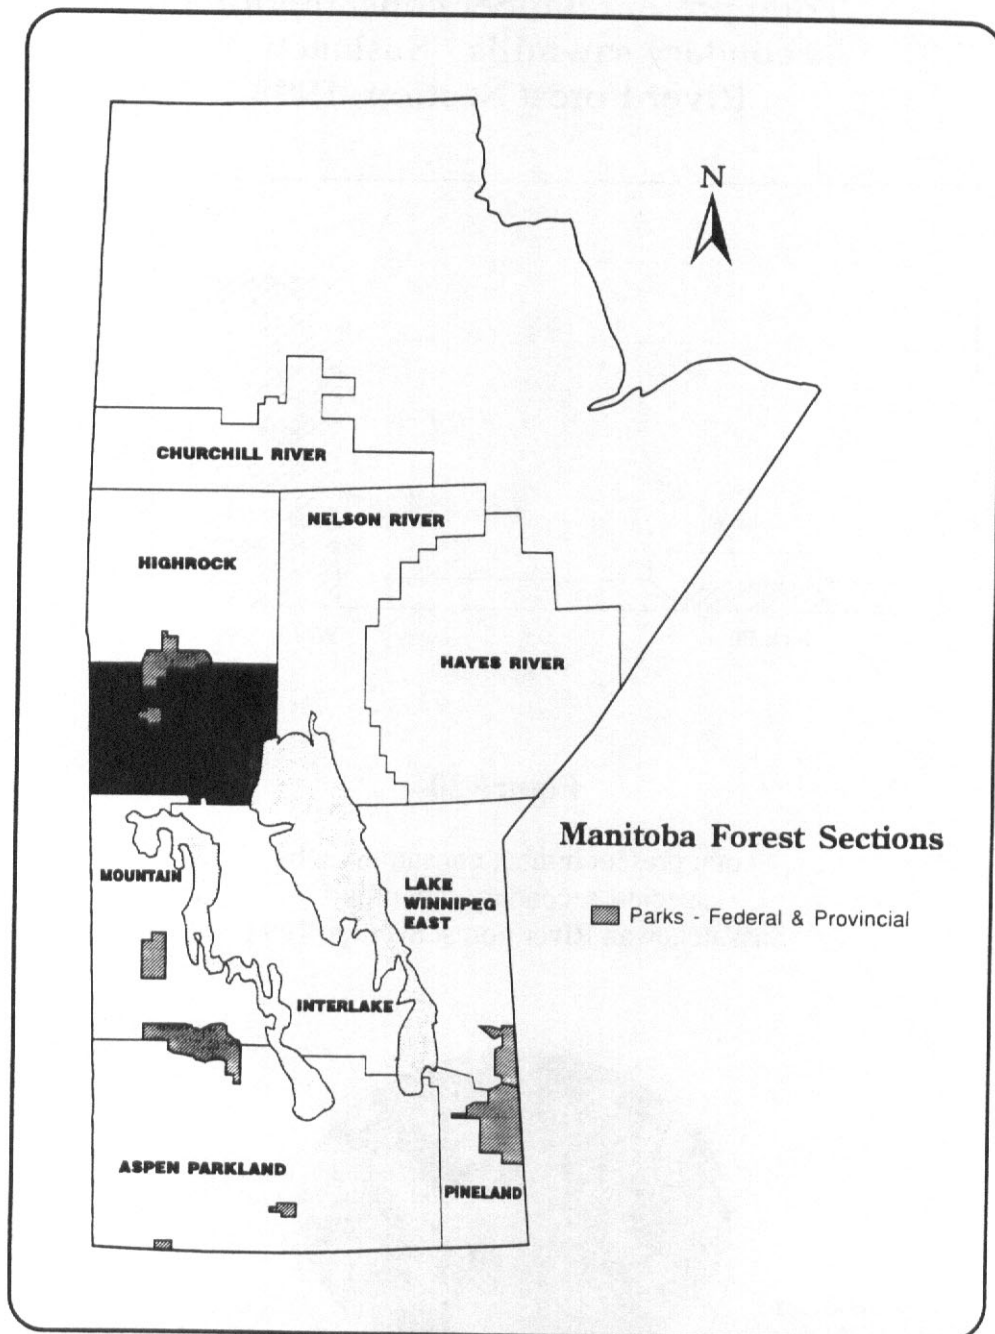 N
CHURCHILL RIVER
NELSON RIVER
HIGHROCK
HAYES RIVER
Manitoba Forest Sections
MOUNTAIN
LAKE
WINNIPEG
EAST
Parks - Federal & Provincial
INTERLAKE
ASPEN PARKLAND
PINELAND